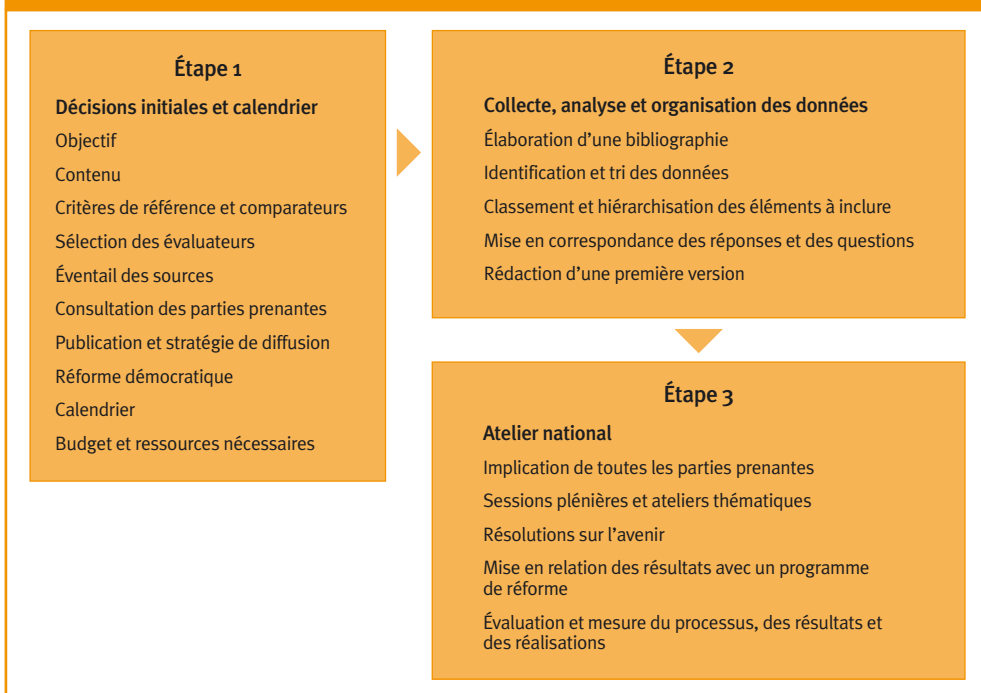 Étape 1
Décisions initiales et calendrier
Objectif
Contenu
Critères de référence et comparateurs
Sélection des évaluateurs
Éventail des sources
Consultation des parties prenantes
Publication et stratégie de diffusion
Réforme démocratique
Calendrier
Budget et ressources nécessaires
Étape 2
Collecte, analyse et organisation des données
Élaboration d’une bibliographie
Identification et tri des données
Classement et hiérarchisation des éléments à inclure
Mise en correspondance des réponses et des questions
Rédaction d’une première version
Étape 3
Atelier national
Implication de toutes les parties prenantes
Sessions plénières et ateliers thématiques
Résolutions sur l’avenir
Mise en relation des résultats avec un programme
de réforme
Évaluation et mesure du processus, des résultats et
des réalisations